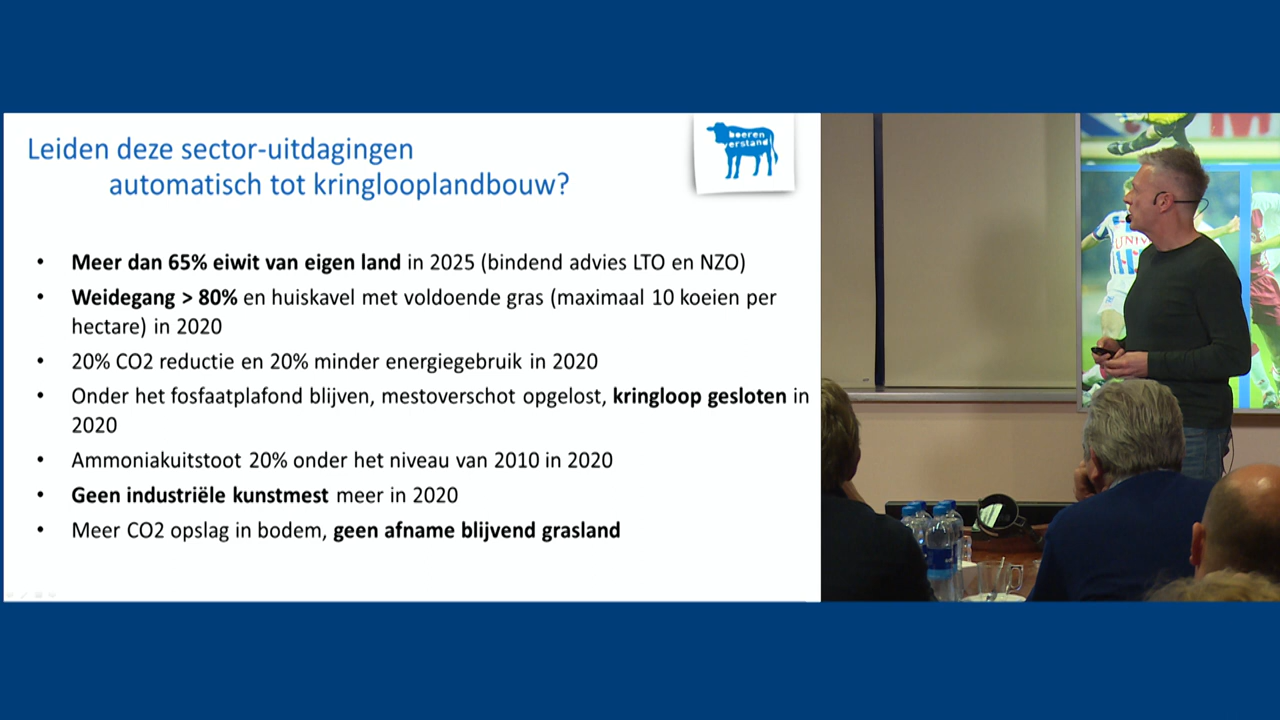 Leiden deze sector-uitdagingen
automatisch tot kringlooplandbouw?
boeren
verstand
• Meer dan 65% eiwit van eigen land in 2025 (bindend advies LTO en NZO)
• Weidegang > 80% en huiskavel met voldoende gras (maximaal 10 koeien per
hectare) in 2020
• 20% CO2 reductie en 20% minder energiegebruik in 2020
• Onder het fosfaatplafond blijven, mestoverschot opgelost, kringloop gesloten in
2020
• Ammoniakuitstoot 20% onder het niveau van 2010 in 2020
• Geen industriële kunstmest meer in 2020
• Meer CO2 opslag in bodem, geen afname blijvend grasland
UNIV